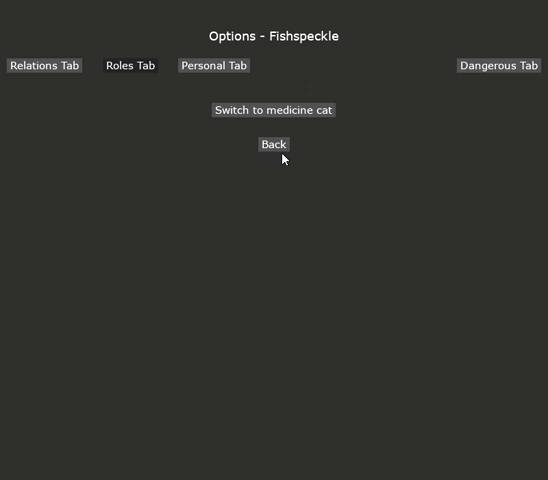 Options - Fishspeckle
Relations Tab Roles Tab Personal Tab Dangerous Tab
Switch to medicine cat
Back